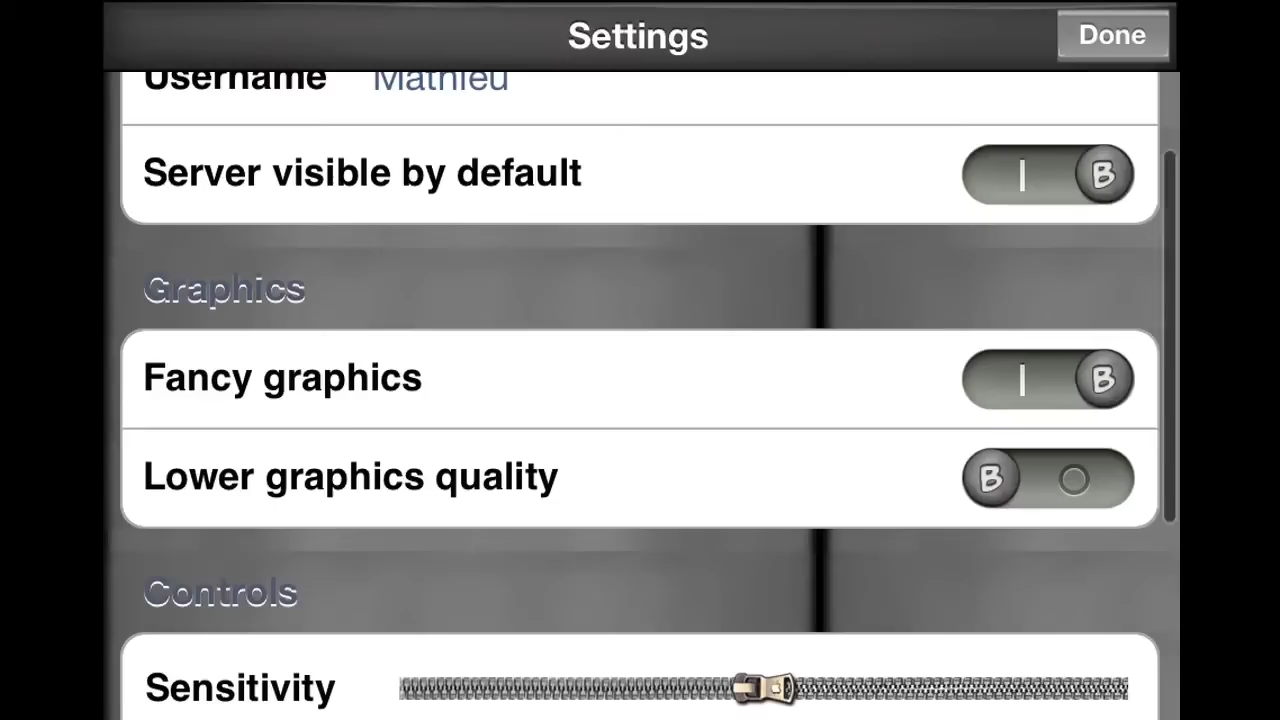 Settings
Done
Username Mathieu
Server visible by default
B
Graphics
Fancy graphics
B
Lower graphics quality
B
Controls
Sensitivity